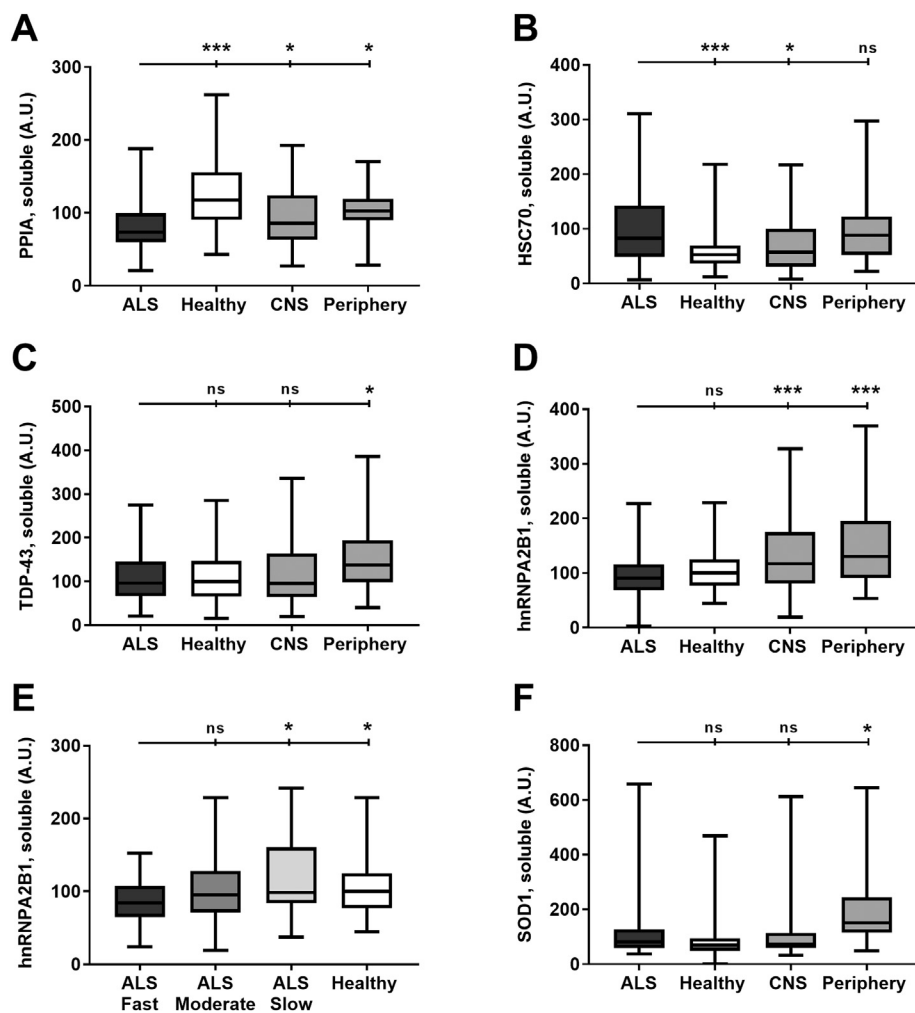 A
*** * *
PPIA, soluble (A.U.)
300
200
100
0
ALS Healthy CNS Periphery
B
*** * ns
HSC70, soluble (A.U.)
400
300
200
100
0
ALS Healthy CNS Periphery
C
ns ns *
TDP-43, soluble (A.U.)
500
400
300
200
100
0
ALS Healthy CNS Periphery
D
ns *** ***
hnRNPA2B1, soluble (A.U.)
400
300
200
100
0
ALS Healthy CNS Periphery
E
ns * *
hnRNPA2B1, soluble (A.U.)
300
200
100
0
ALS ALS ALS Healthy
Fast Moderate Slow
F
ns ns *
SOD1, soluble (A.U.)
800
600
400
200
0
ALS Healthy CNS Periphery